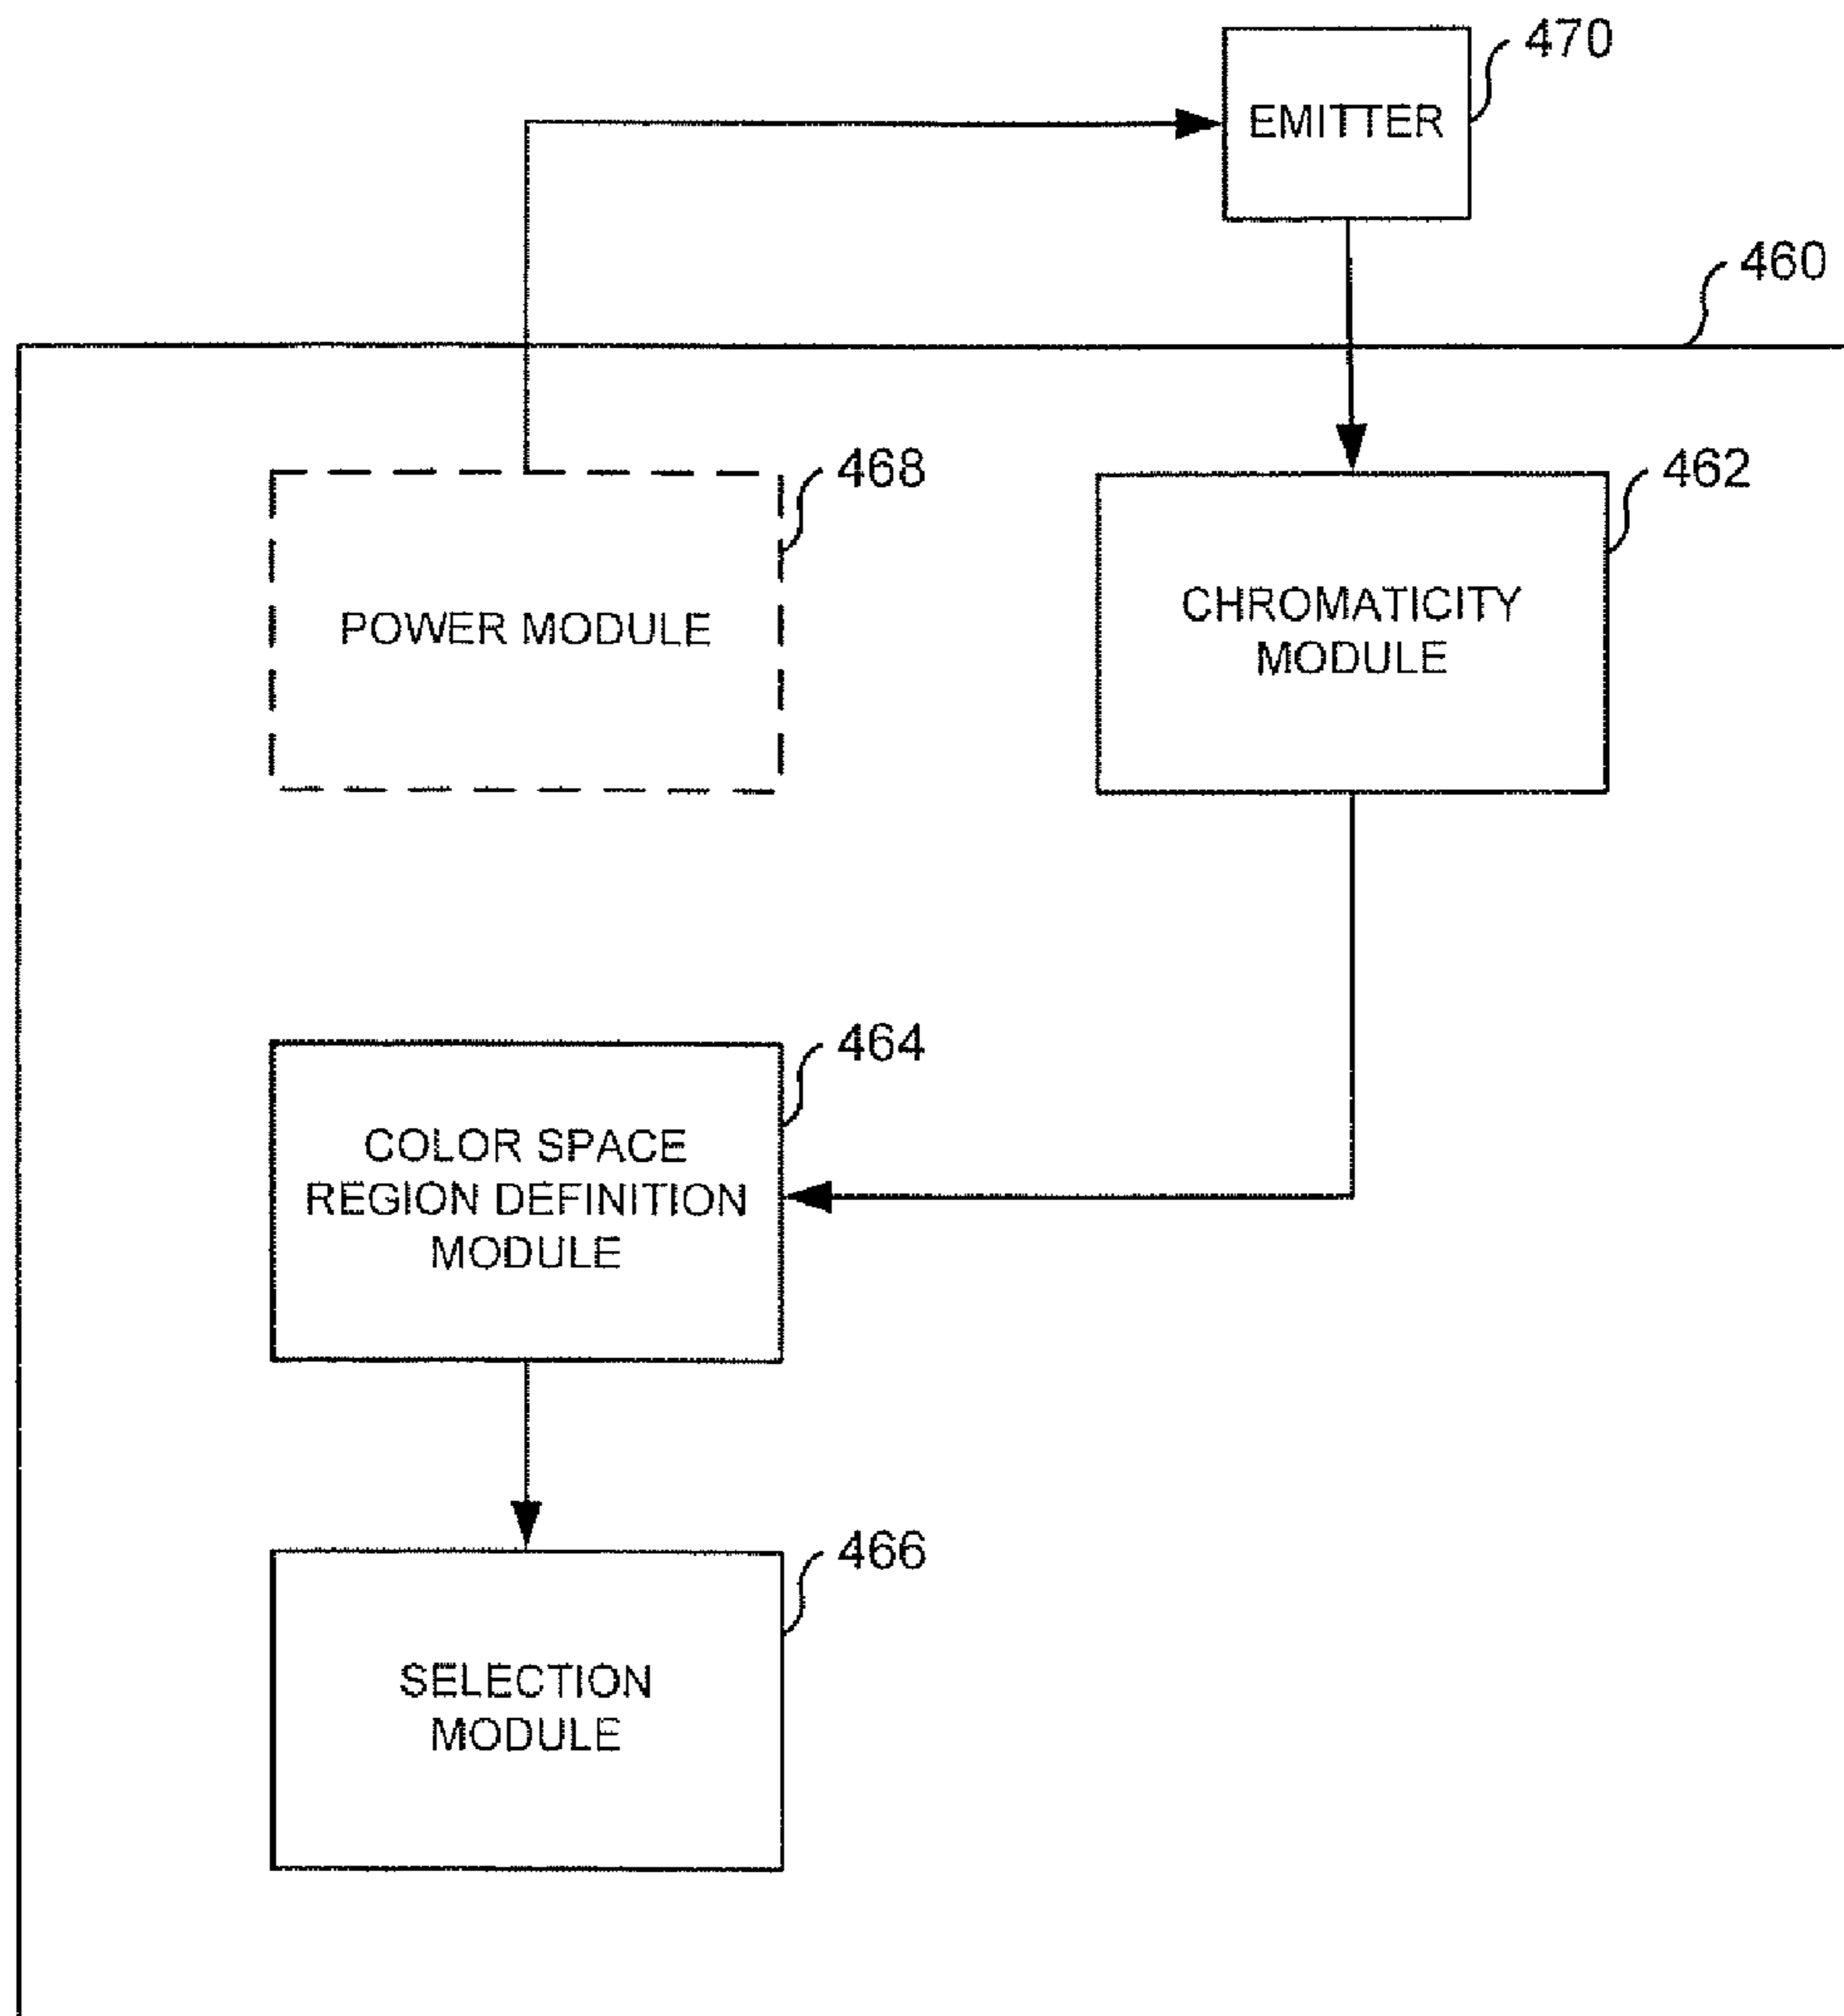 470
EMITTER
460
468
462
POWER MODULE
CHROMATICITY
MODULE
464
COLOR SPACE
REGION DEFINITION
MODULE
466
SELECTION
MODULE